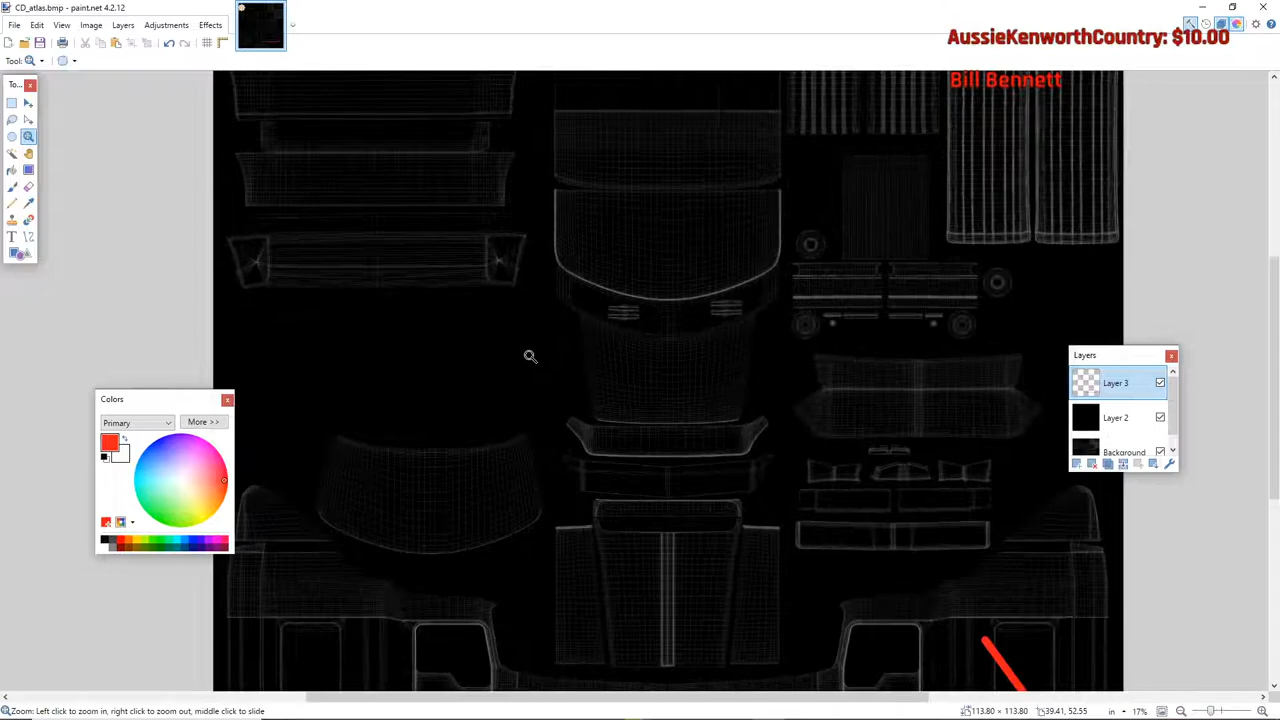 CD_atlas.bmp - paint.net 4.2.12
File Edit View Image Layers Adjustments Effects
AussieKenworthCountry: $10.00
Bill Bennett
Tool:
To...
Layers
Layer 3
Layer 2
Background
Colors
Primary
More >>
Zoom: Left click to zoom in, right click to zoom out, middle click to slide
113.80 × 113.80
39.41, 52.55
in
17%